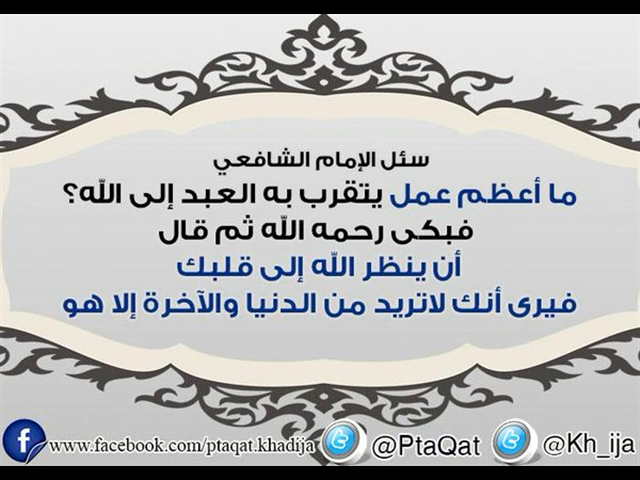 سئل الإمام الشافعي
ما أعظم عمل يتقرب به العبد إلى الله؟
فبكى رحمه الله ثم قال
أن ينظر الله إلى قلبك
فيرى أنك لاتريد من الدنيا والآخرة إلا هو
www.facebook.com/ptaqat.khadija @PtaQat @Kh_ija